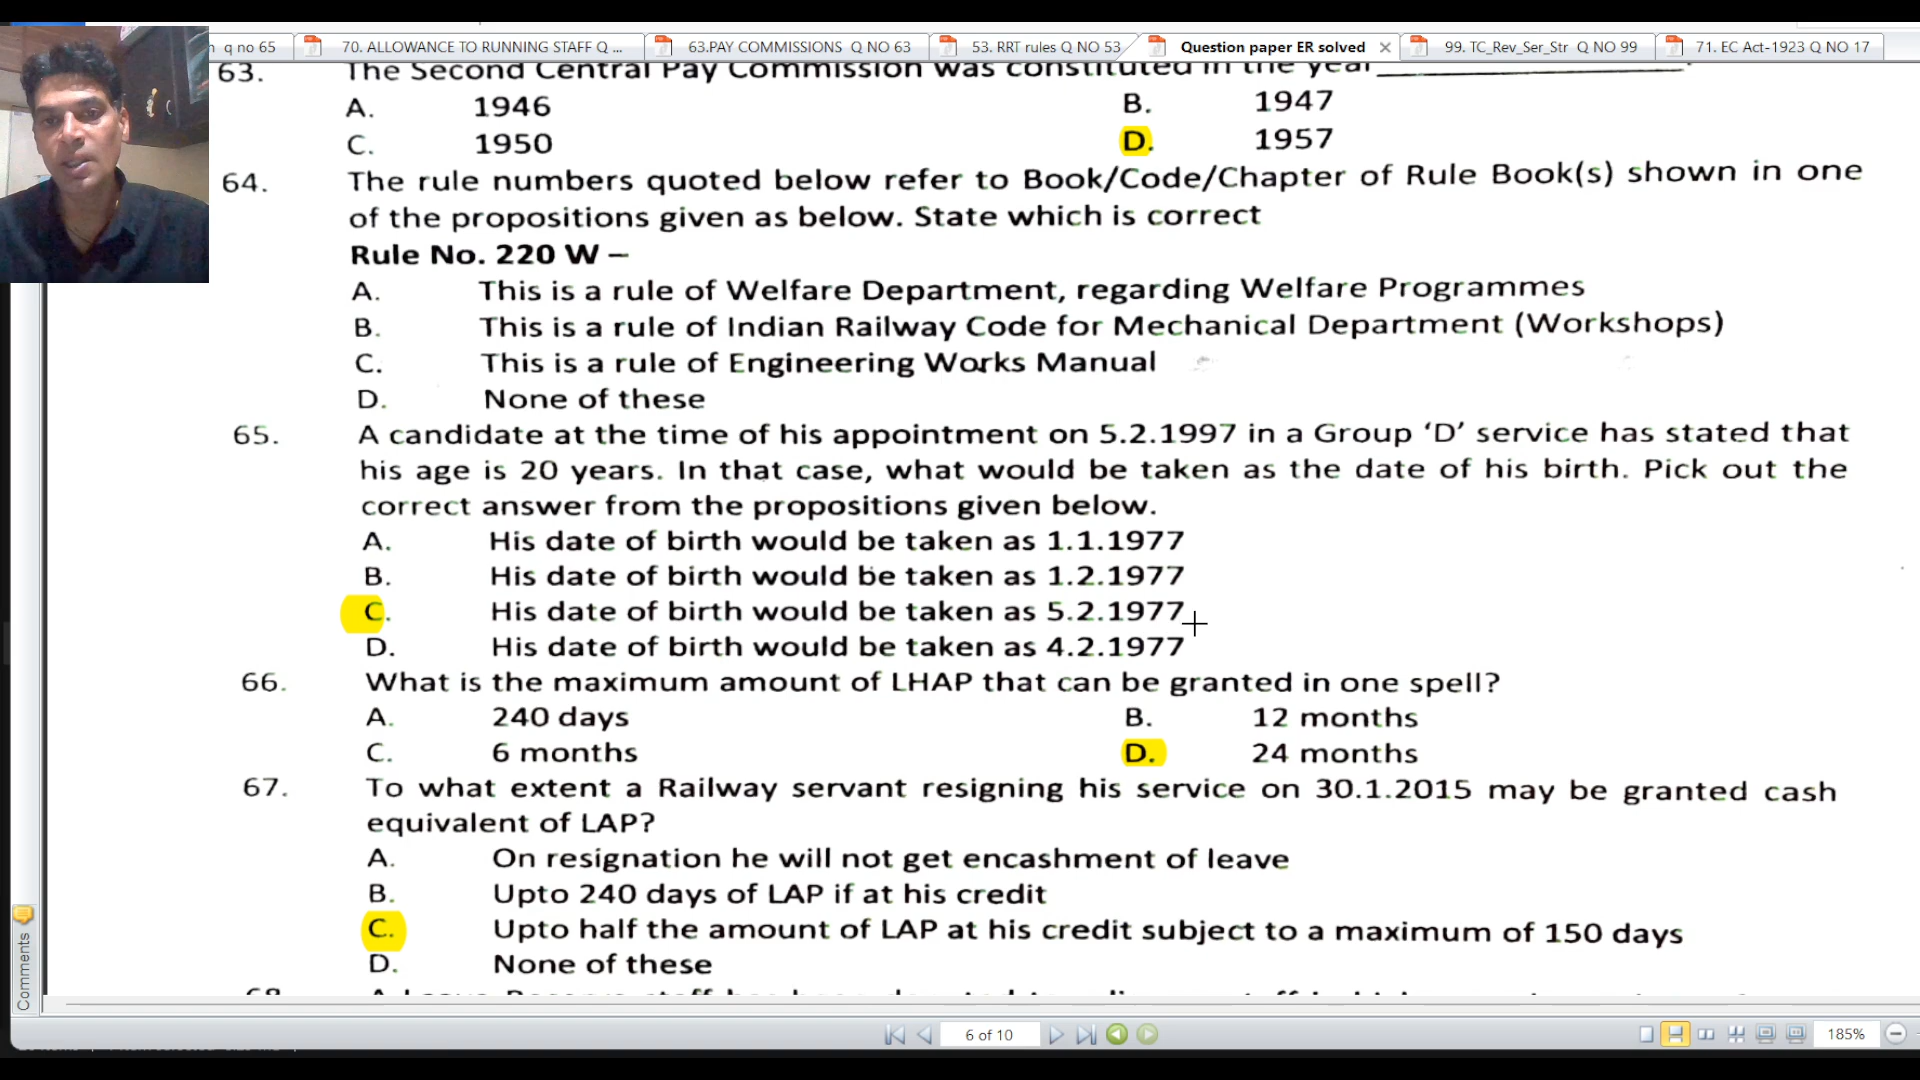 n q no 65
70. ALLOWANCE TO RUNNING STAFF Q ...
63.PAY COMMISSIONS Q NO 63
53. RRT rules Q NO 53
Question paper ER solved
99. TC_Rev_Ser_Str Q NO 99
71. EC Act-1923 Q NO 17
63. The Second Central Pay Commission was constituted in the year____________________.
A. 1946 B. 1947
C. 1950 D. 1957
64. The rule numbers quoted below refer to Book/Code/Chapter of Rule Book(s) shown in one
of the propositions given as below. State which is correct
Rule No. 220 W –
A. This is a rule of Welfare Department, regarding Welfare Programmes
B. This is a rule of Indian Railway Code for Mechanical Department (Workshops)
C. This is a rule of Engineering Works Manual
D. None of these
65. A candidate at the time of his appointment on 5.2.1997 in a Group ‘D’ service has stated that
his age is 20 years. In that case, what would be taken as the date of his birth. Pick out the
correct answer from the propositions given below.
A. His date of birth would be taken as 1.1.1977
B. His date of birth would be taken as 1.2.1977
C. His date of birth would be taken as 5.2.1977
D. His date of birth would be taken as 4.2.1977
66. What is the maximum amount of LHAP that can be granted in one spell?
A. 240 days B. 12 months
C. 6 months D. 24 months
67. To what extent a Railway servant resigning his service on 30.1.2015 may be granted cash
equivalent of LAP?
A. On resignation he will not get encashment of leave
B. Upto 240 days of LAP if at his credit
C. Upto half the amount of LAP at his credit subject to a maximum of 150 days
D. None of these
Comments
6 of 10
185%